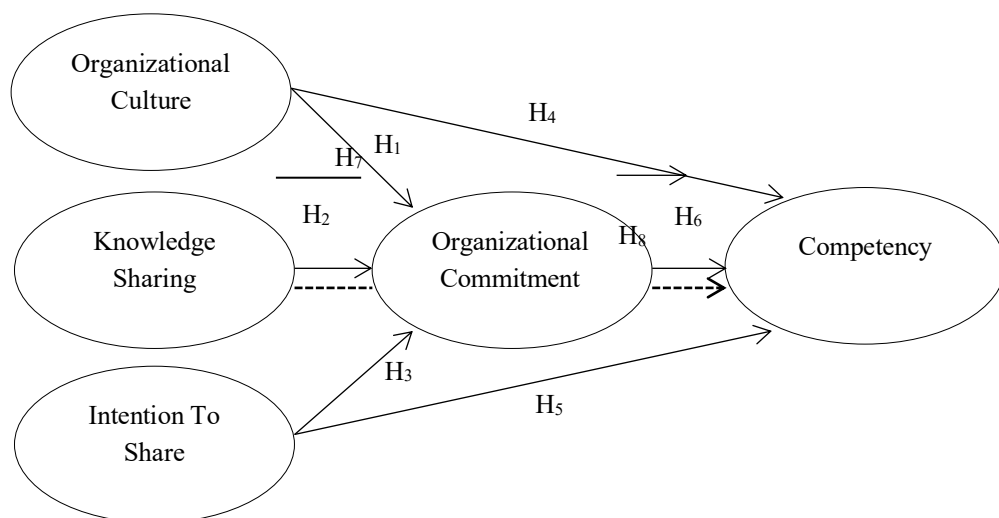 Organizational
Culture
H₄
H₁
H₇
H₂
Knowledge
Sharing
Organizational
Commitment
H₆
H₈
Competency
H₃
Intention To
Share
H₅